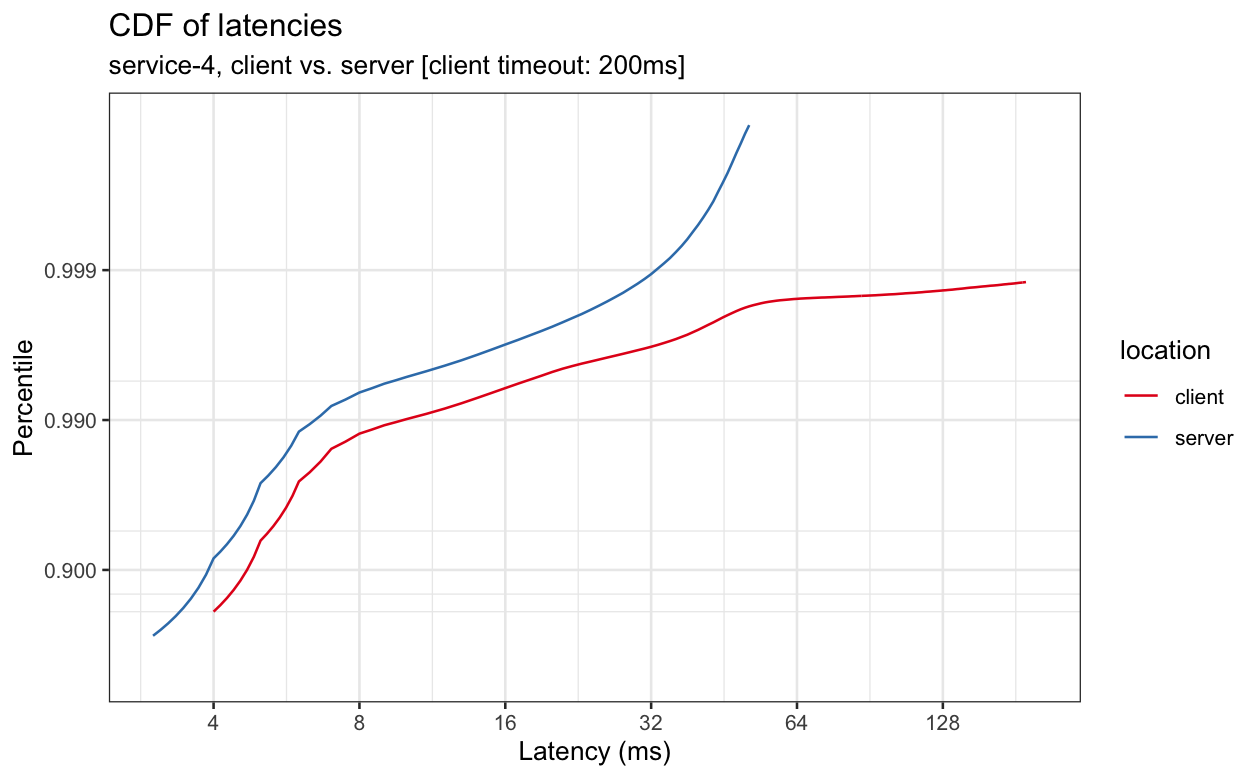 CDF of latencies
service-4, client vs. server [client timeout: 200ms]
Percentile
0.999
0.990
0.900
4 8 16 32 64 128
Latency (ms)
location
client
server